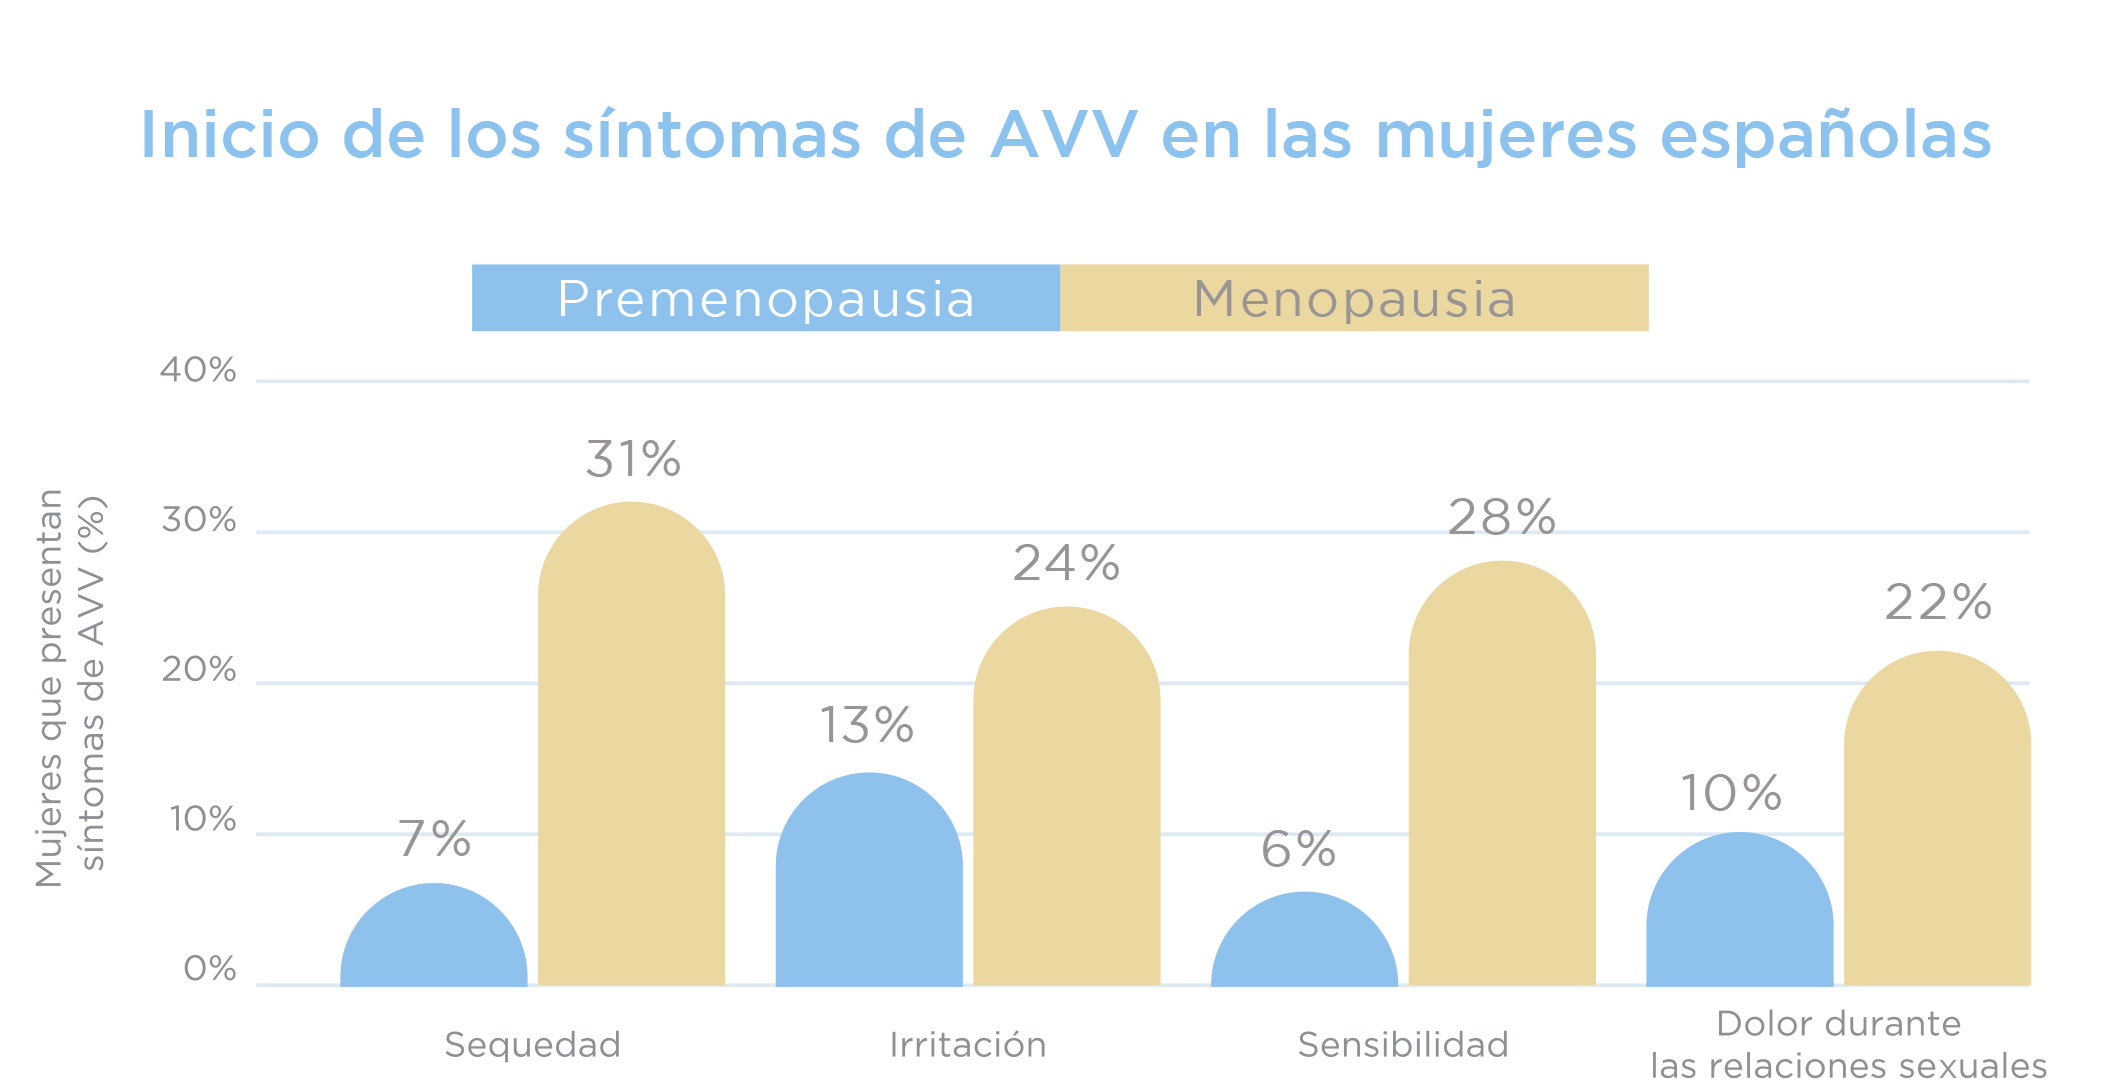 Inicio de los síntomas de AVV en las mujeres españolas
Premenopausia
Menopausia
Mujeres que presentan
síntomas de AVV (%)
40%
30%
20%
10%
0%
7%
31%
13%
24%
6%
28%
10%
22%
Sequedad
Irritación
Sensibilidad
Dolor durante
las relaciones sexuales